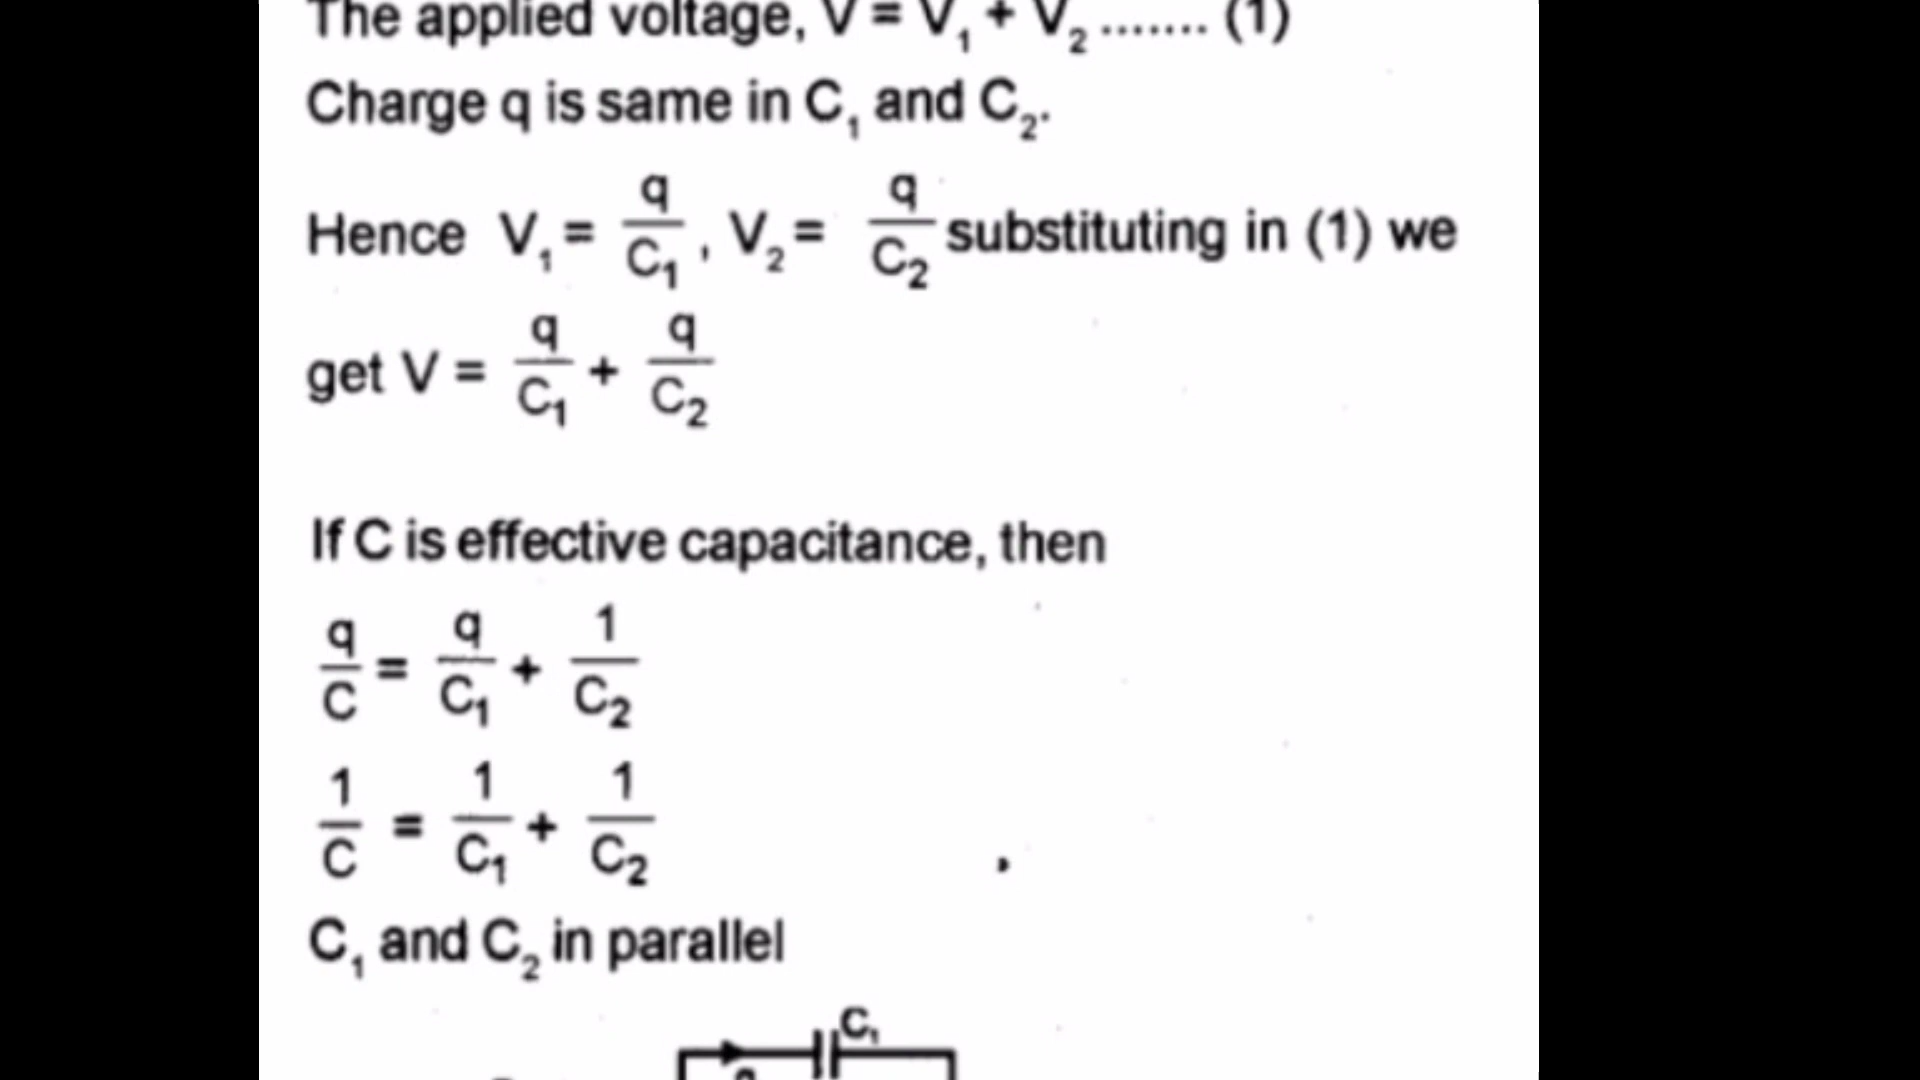 The applied voltage, V = V₁ + V₂ ....... (1)
Charge q is same in C₁ and C₂.
Hence V₁ = q/C₁, V₂ = q/C₂ substituting in (1) we
get V = q/C₁ + q/C₂
If C is effective capacitance, then
q/C = q/C₁ + 1/C₂
1/C = 1/C₁ + 1/C₂
C₁ and C₂ in parallel
C₁